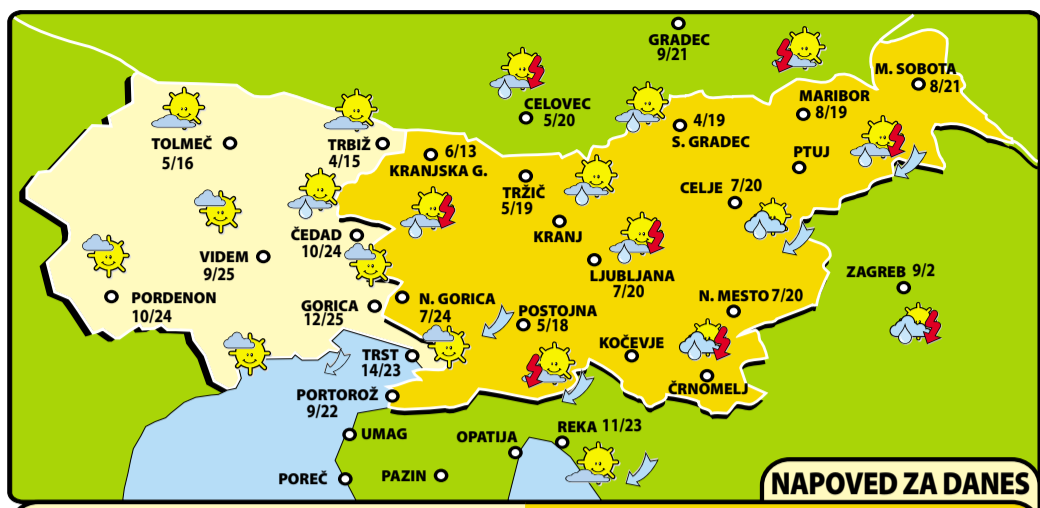 GRADEC
9/21
M. SOBOTA
8/21
CELOVEC
5/20
MARIBOR
8/19
4/19
S. GRADEC
TOLMEČ
5/16
TRBIŽ
4/15
6/13
KRANJSKA G.
PTUJ
TRŽIČ
5/19
CELJE 7/20
KRANJ
ČEDAD
10/24
VIDEM
9/25
LJUBLJANA
7/20
ZAGREB 9/2
PORDENON
10/24
GORICA
12/25
N. GORICA
7/24
N. MESTO 7/20
POSTOJNA
5/18
KOČEVJE
TRST
14/23
ČRNOMELJ
PORTOROŽ
9/22
UMAG
OPATIJA
REKA 11/23
POREČ
PAZIN
NAPOVED ZA DANES